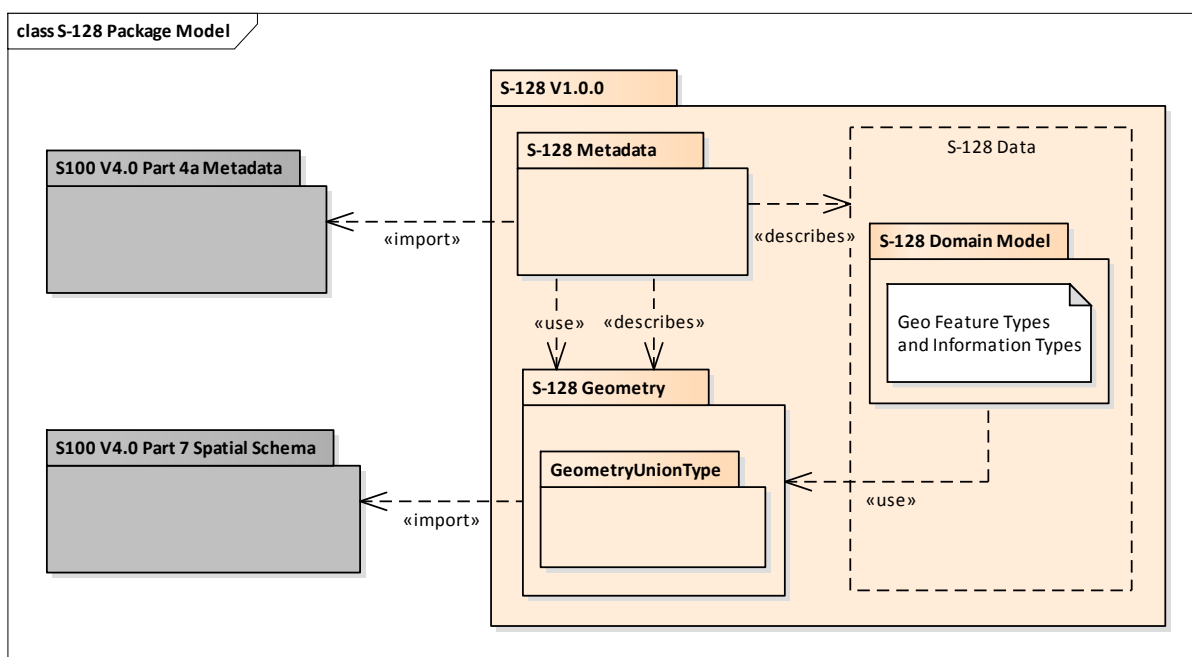 class S-128 Package Model
S-128 V1.0.0
S-128 Metadata
S-128 Data
S100 V4.0 Part 4a Metadata
«import»
«describes»
S-128 Domain Model
Geo Feature Types
and Information Types
«use»
«describes»
S-128 Geometry
S100 V4.0 Part 7 Spatial Schema
GeometryUnionType
«use»
«import»